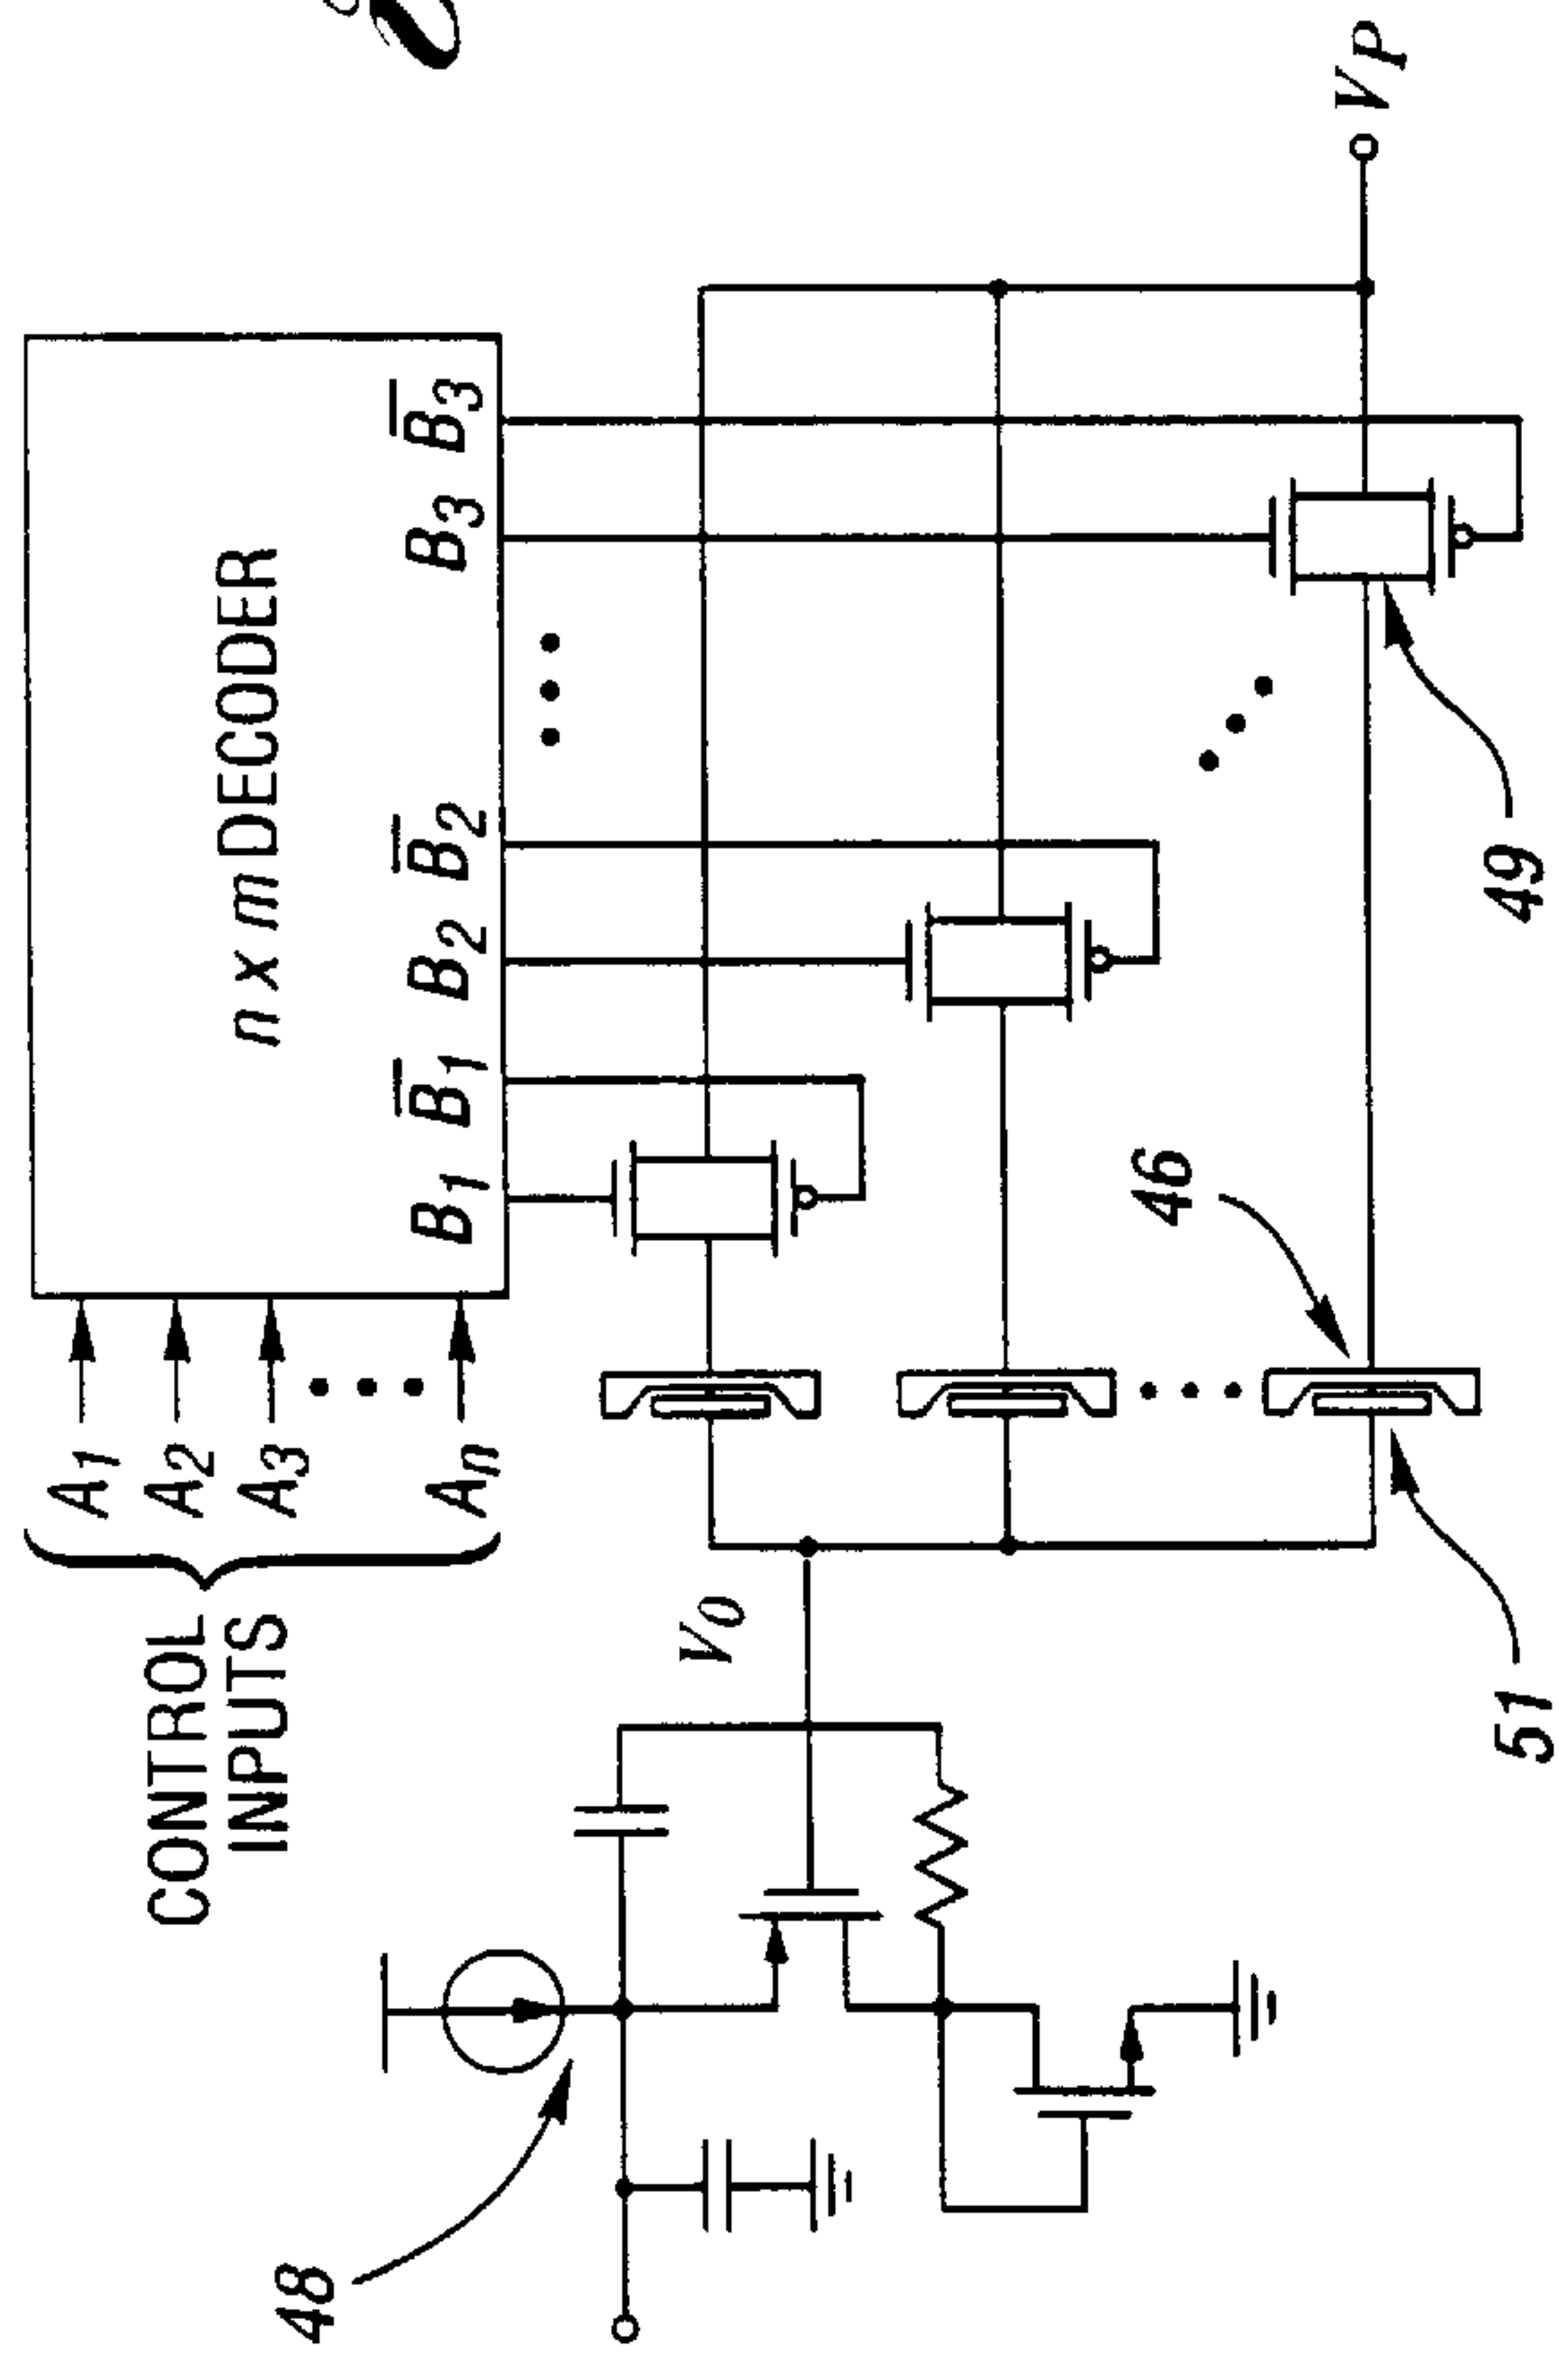 CONTROL
INPUTS
A1
A2
A3
An
n x m DECODER
B1 B̅1 B2 B̅2 B3 B̅3
V0
VP
48
46
51
49